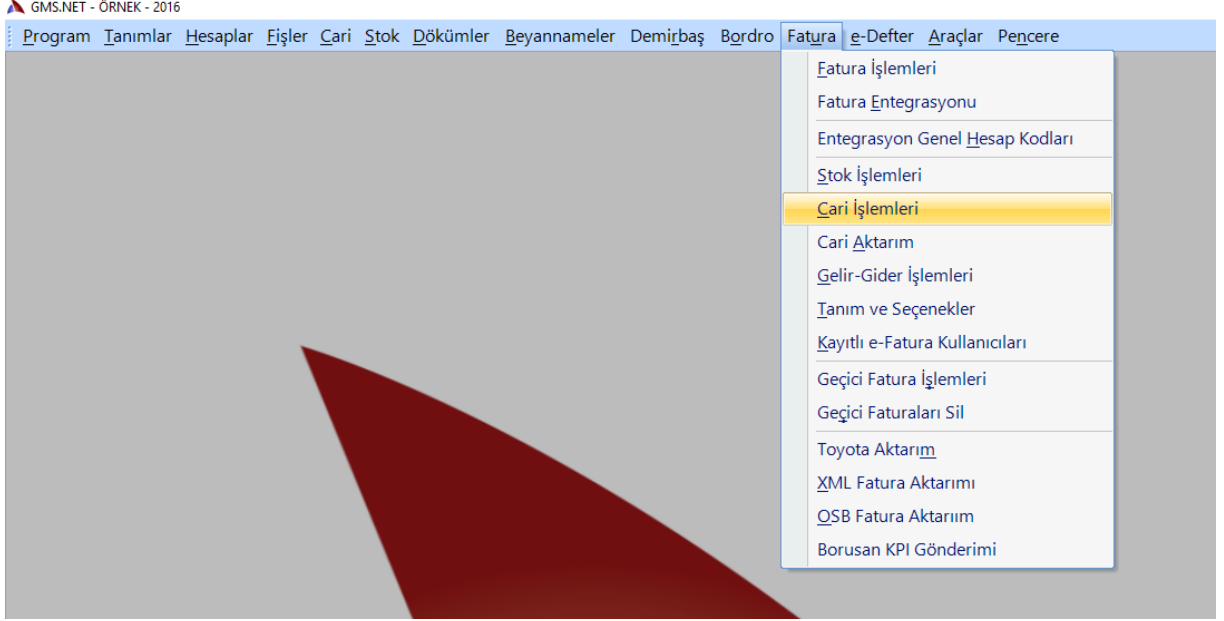 GMS.NET - ÖRNEK - 2016
Program Tanımlar Hesaplar Fişler Cari Stok Dökümler Beyannameler Demirbaş Bordro Fatura e-Defter Araçlar Pencere
Fatura İşlemleri
Fatura Entegrasyonu
Entegrasyon Genel Hesap Kodları
Stok İşlemleri
Cari İşlemleri
Cari Aktarım
Gelir-Gider İşlemleri
Tanım ve Seçenekler
Kayıtlı e-Fatura Kullanıcıları
Geçici Fatura İşlemleri
Geçici Faturaları Sil
Toyota Aktarım
XML Fatura Aktarımı
OSB Fatura Aktarıım
Borusan KPI Gönderimi